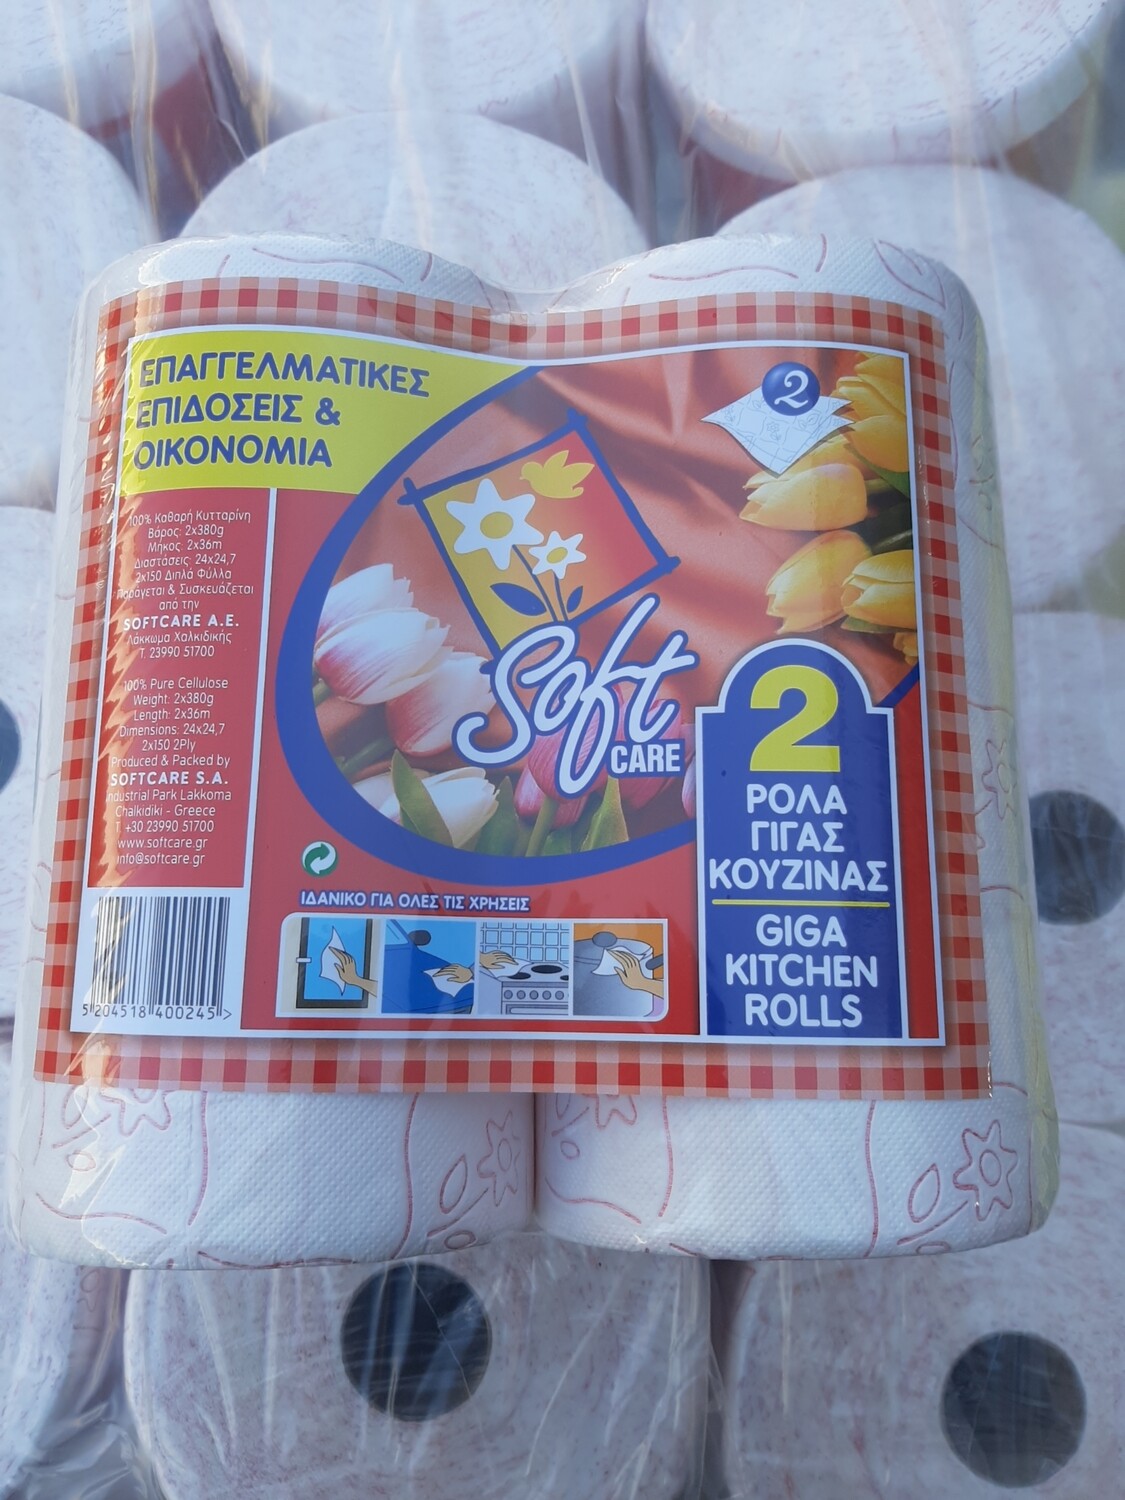 ΕΠΑΓΓΕΛΜΑΤΙΚΕΣ
ΕΠΙΔΟΣΕΙΣ &
ΟΙΚΟΝΟΜΙΑ
2
100% Καθαρή Κυτταρίνη
Βάρος: 2x380g
Μήκος: 2x36m
Διαστάσεις: 24x24,7
2x150 Διπλά Φύλλα
Παράγεται & Συσκευάζεται
από την
SOFTCARE A.E.
Λάκκωμα Χαλκιδικής
Τ. 23990 51700
100% Pure Cellulose
Weight: 2x380g
Length: 2x36m
Dimensions: 24x24,7
2x150 2Ply
Produced & Packed by
SOFTCARE S.A.
Industrial Park Lakkoma
Chalkidiki - Greece
T. +30 23990 51700
www.softcare.gr
info@softcare.gr
5 204518 400245 >
Soft
CARE
ΙΔΑΝΙΚΟ ΓΙΑ ΟΛΕΣ ΤΙΣ ΧΡΗΣΕΙΣ
2
ΡΟΛΑ
ΓΙΓΑΣ
ΚΟΥΖΙΝΑΣ
GIGA
KITCHEN
ROLLS